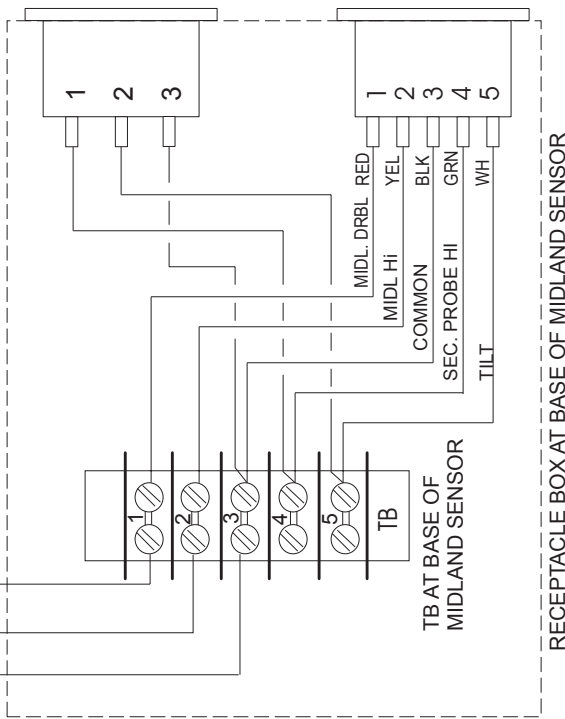 1
2
3
1
2
3
4
5
MIDL. DRBL RED
MIDL Hi YEL
COMMON BLK
SEC. PROBE HI GRN
TILT WH
1
2
3
4
5
TB
TB AT BASE OF
MIDLAND SENSOR
RECEPTACLE BOX AT BASE OF MIDLAND SENSOR